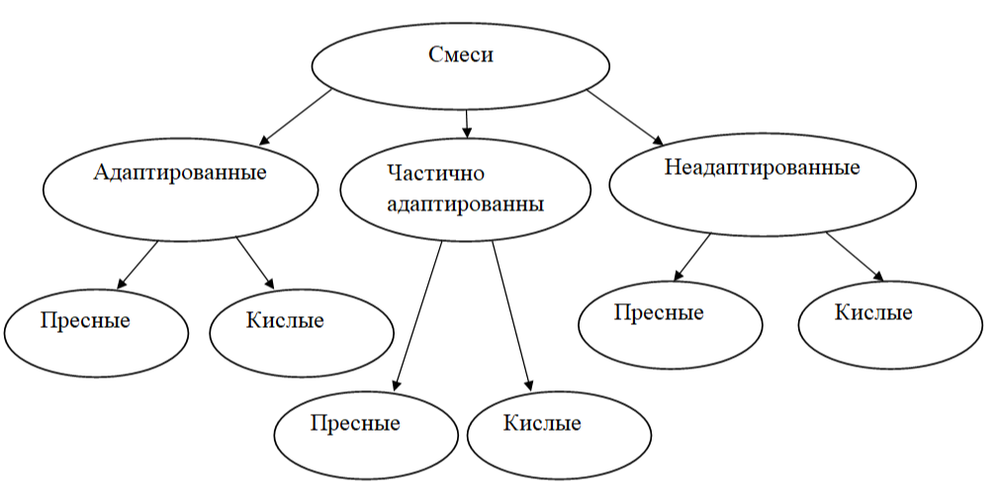 Смеси
Адаптированные
Частично
адаптированны
Неадаптированные
Пресные
Кислые
Пресные
Кислые
Пресные
Кислые